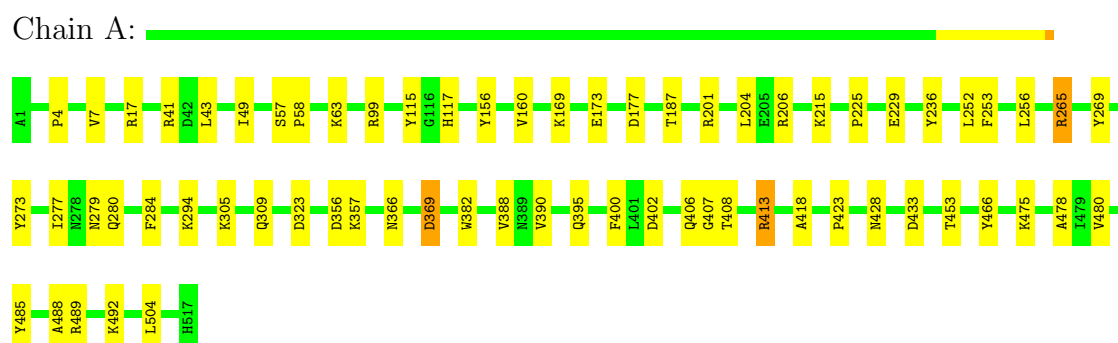 Chain A:
A1 P4 V7 R17 R41 D42 L43 I49 S57 P58 K63 R99 Y115 G116 H117 Y156 V160 K169 E173 D177 T187 R201 L204 E205 R206 K215 P225 E229 Y236 L252 F253 L256 R265 Y269
Y273 I277 N278 N279 Q280 F284 K294 K305 Q309 D323 D356 K357 N366 D369 W382 V388 N389 V390 Q395 F400 L401 D402 Q406 G407 T408 R413 A418 P423 N428 D433 T453 Y466 K475 A478 I479 V480
Y485 A488 R489 K492 L504 H517